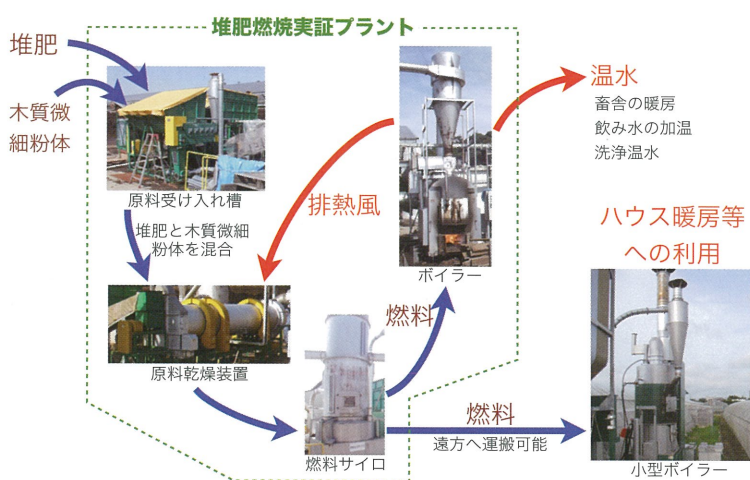 堆肥燃焼実証プラント
堆肥
木質微
細粉体
原料受け入れ槽
堆肥と木質微細
粉体を混合
排熱風
ボイラー
温水
畜舎の暖房
飲み水の加温
洗浄温水
ハウス暖房等
への利用
原料乾燥装置
燃料
燃料サイロ
燃料
遠方へ運搬可能
小型ボイラー